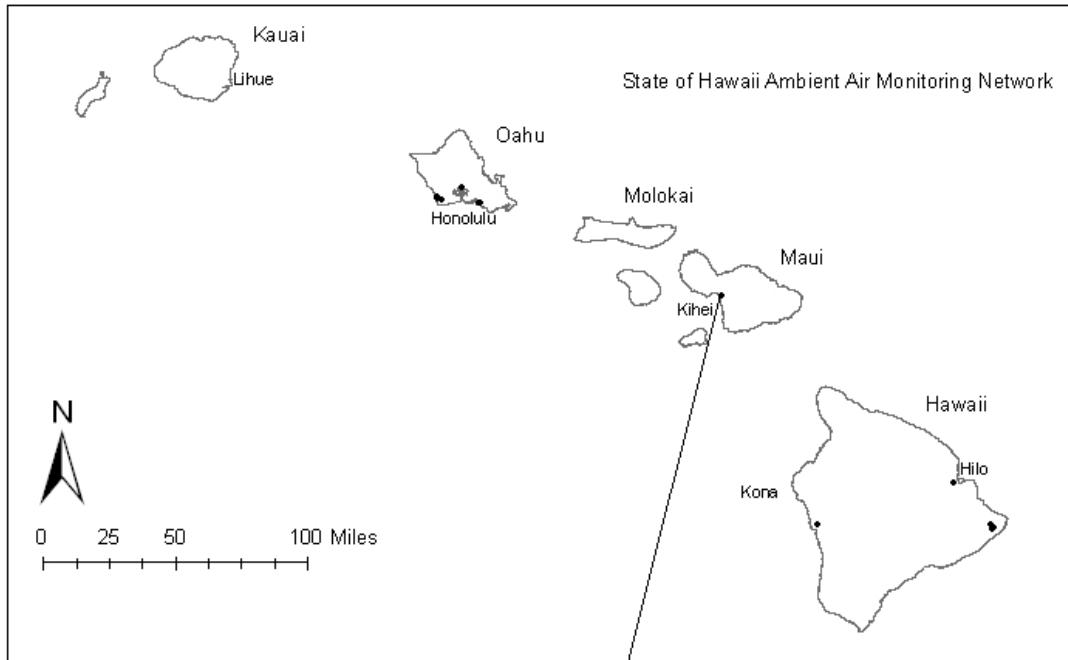 Kauai
Lihue
State of Hawaii Ambient Air Monitoring Network
Oahu
Honolulu
Molokai
Maui
Kihei
Hawaii
Hilo
Kona
N
0 25 50 100 Miles